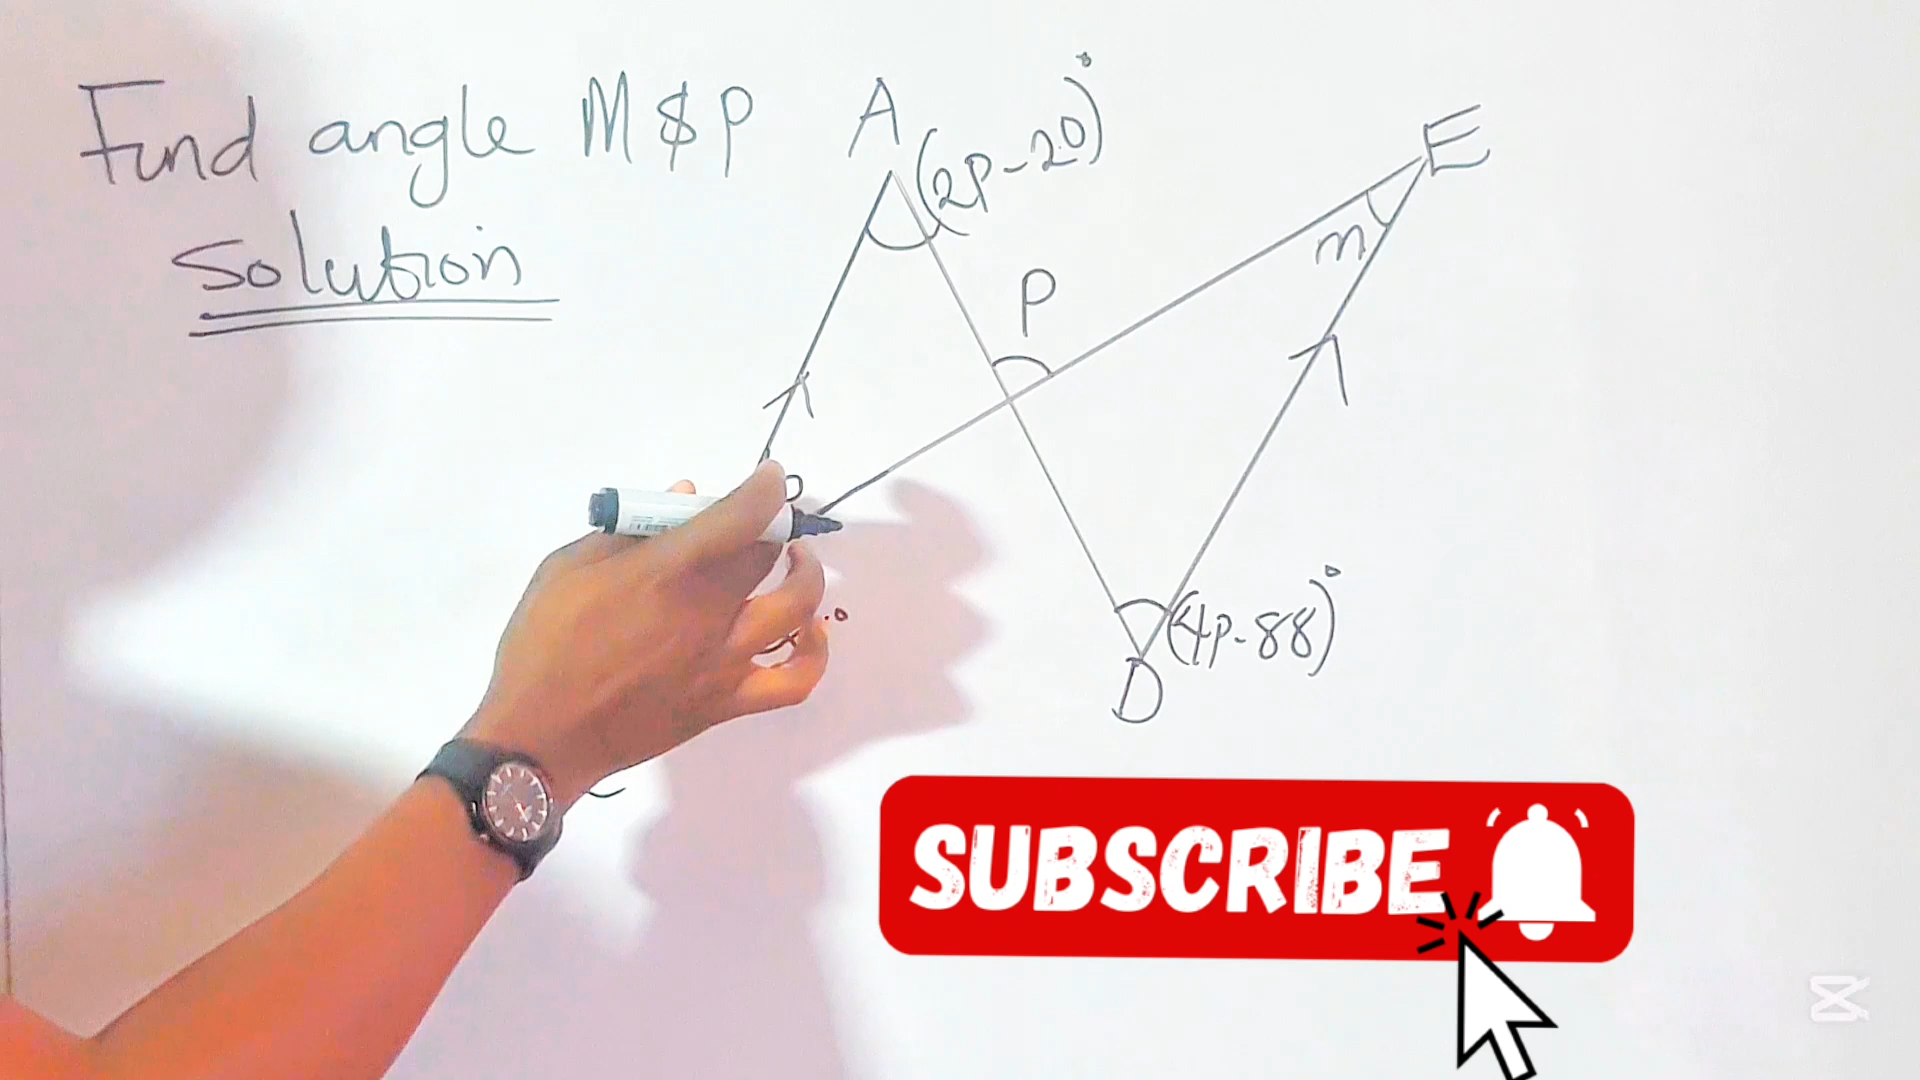 Find angle M & P
Solution
A
(2p-20)°
E
m
P
(4p-88)°
D
SUBSCRIBE